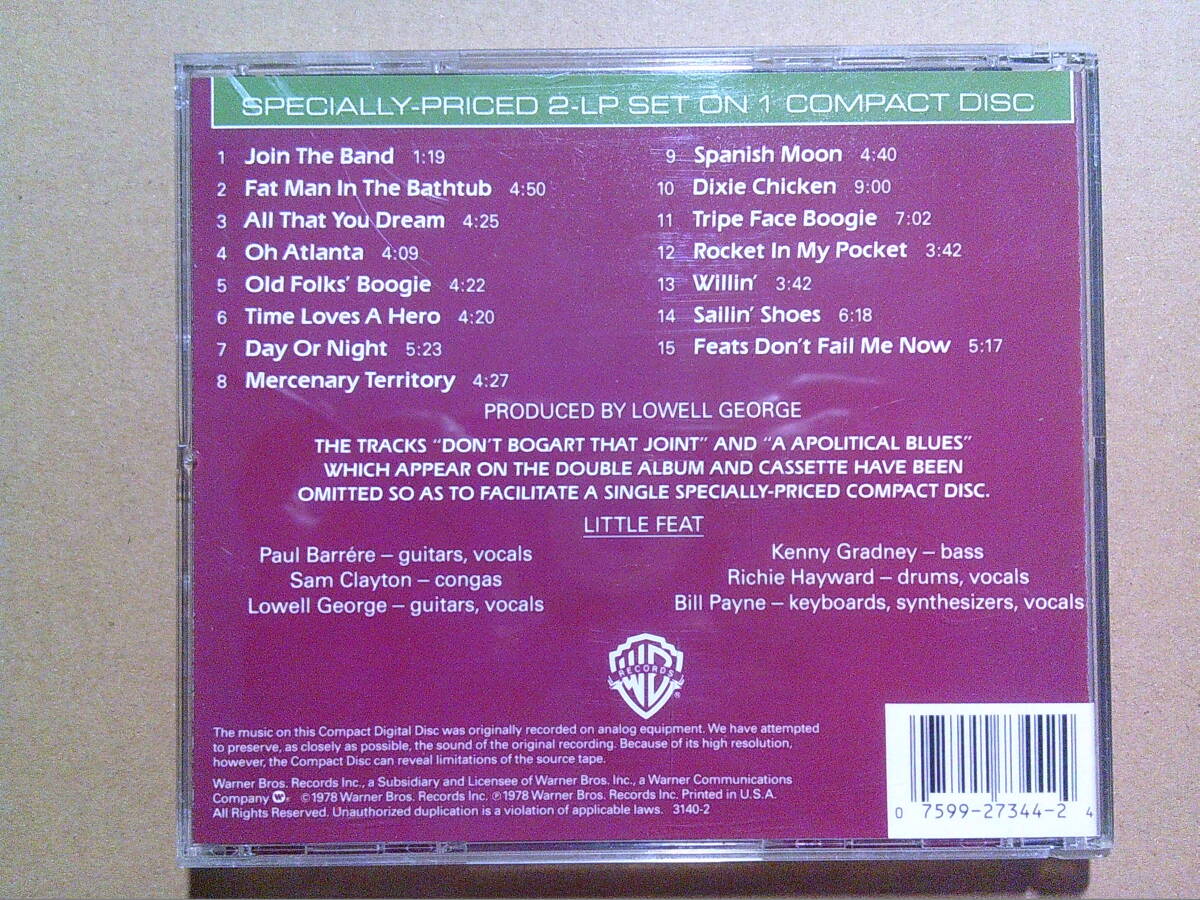 SPECIALLY-PRICED 2-LP SET ON 1 COMPACT DISC
1 Join The Band 1:19
2 Fat Man In The Bathtub 4:50
3 All That You Dream 4:25
4 Oh Atlanta 4:09
5 Old Folks' Boogie 4:22
6 Time Loves A Hero 4:20
7 Day Or Night 5:23
8 Mercenary Territory 4:27
9 Spanish Moon 4:40
10 Dixie Chicken 9:00
11 Tripe Face Boogie 7:02
12 Rocket In My Pocket 3:42
13 Willin' 3:42
14 Sailin' Shoes 6:18
15 Feats Don't Fail Me Now 5:17
PRODUCED BY LOWELL GEORGE
THE TRACKS "DON'T BOGART THAT JOINT" AND "A APOLITICAL BLUES"
WHICH APPEAR ON THE DOUBLE ALBUM AND CASSETTE HAVE BEEN
OMITTED SO AS TO FACILITATE A SINGLE SPECIALLY-PRICED COMPACT DISC.
LITTLE FEAT
Paul Barrére – guitars, vocals
Sam Clayton – congas
Lowell George – guitars, vocals
Kenny Gradney – bass
Richie Hayward – drums, vocals
Bill Payne – keyboards, synthesizers, vocals
WB
RECORDS
®
The music on this Compact Digital Disc was originally recorded on analog equipment. We have attempted
to preserve, as closely as possible, the sound of the original recording. Because of its high resolution,
however, the Compact Disc can reveal limitations of the source tape.
Warner Bros. Records Inc., a Subsidiary and Licensee of Warner Bros. Inc., a Warner Communications
Company ©1978 Warner Bros. Records Inc. ℗1978 Warner Bros. Records Inc. Printed in U.S.A.
All Rights Reserved. Unauthorized duplication is a violation of applicable laws. 3140-2
0 7599-27344-2 4